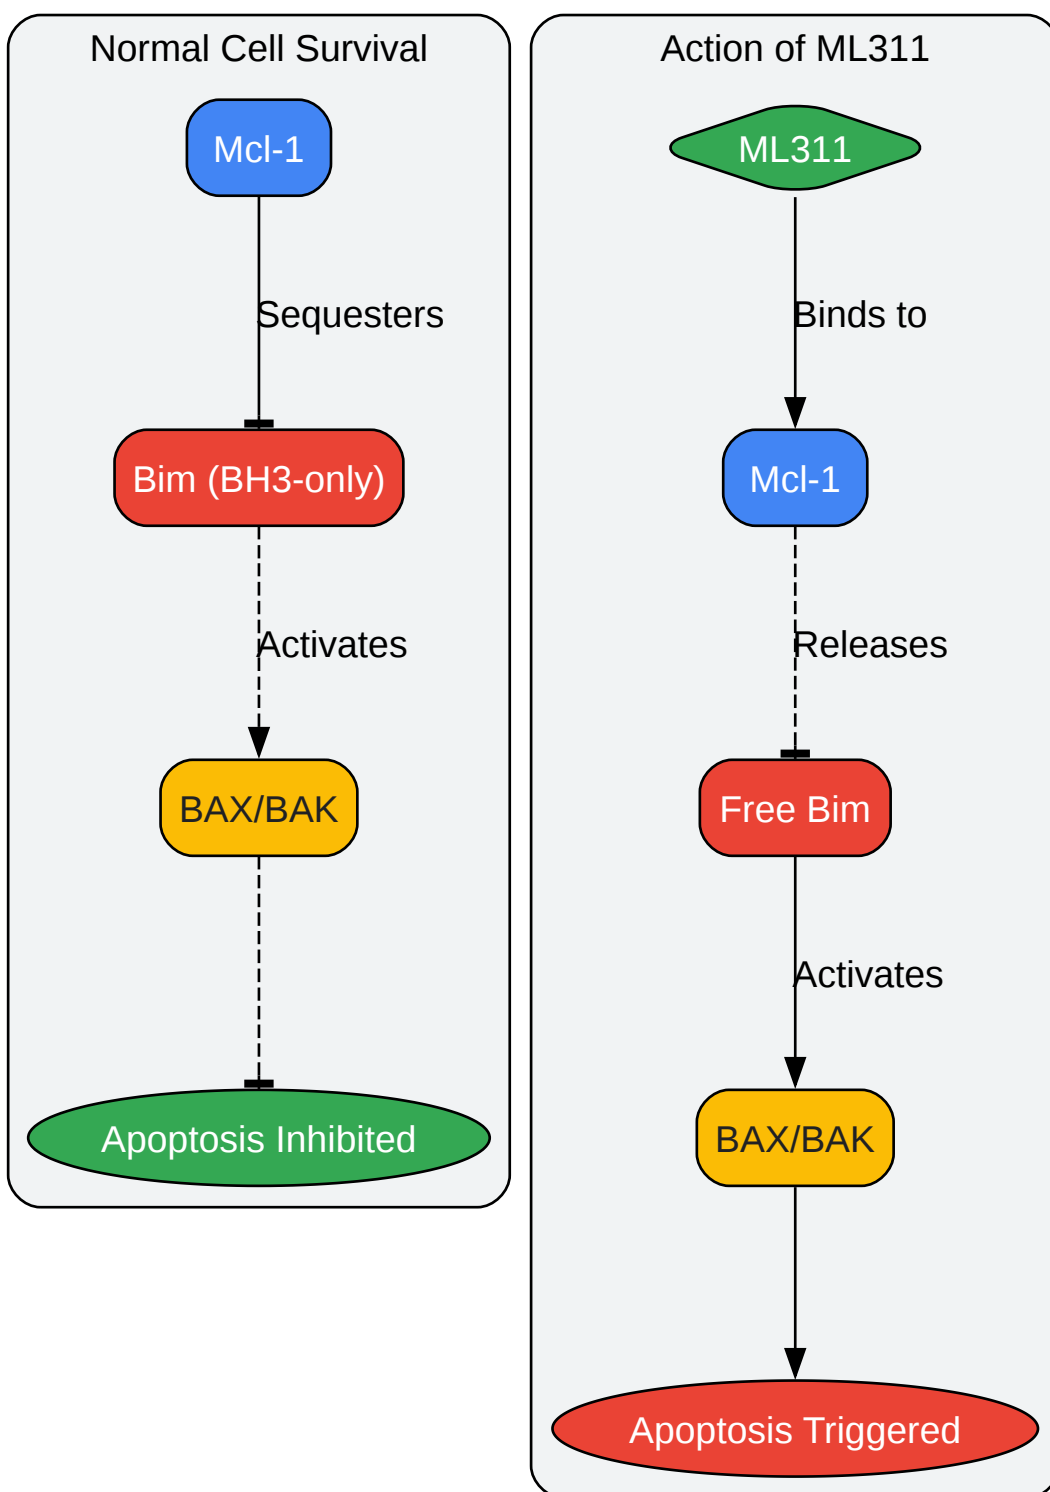 Normal Cell Survival
Mcl-1
Sequesters
Bim (BH3-only)
Activates
BAX/BAK
Apoptosis Inhibited
Action of ML311
ML311
Binds to
Mcl-1
Releases
Free Bim
Activates
BAX/BAK
Apoptosis Triggered